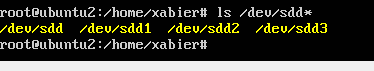 root@ubuntu2:/home/xabier# ls /dev/sdd*
/dev/sdd  /dev/sdd1  /dev/sdd2  /dev/sdd3
root@ubuntu2:/home/xabier#